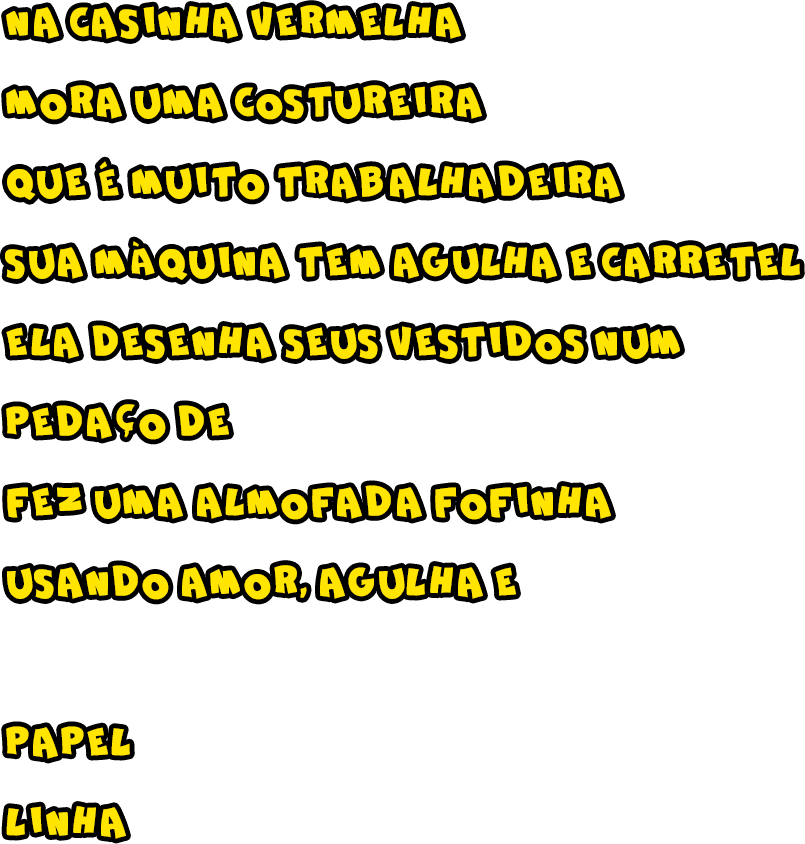 NA CASINHA VERMELHA
MORA UMA COSTUREIRA
QUE É MUITO TRABALHADEIRA
SUA MÀQUINA TEM AGULHA E CARRETEL
ELA DESENHA SEUS VESTIDOS NUM
PEDAÇO DE
FEZ UMA ALMOFADA FOFINHA
USANDO AMOR, AGULHA E
PAPEL
LINHA